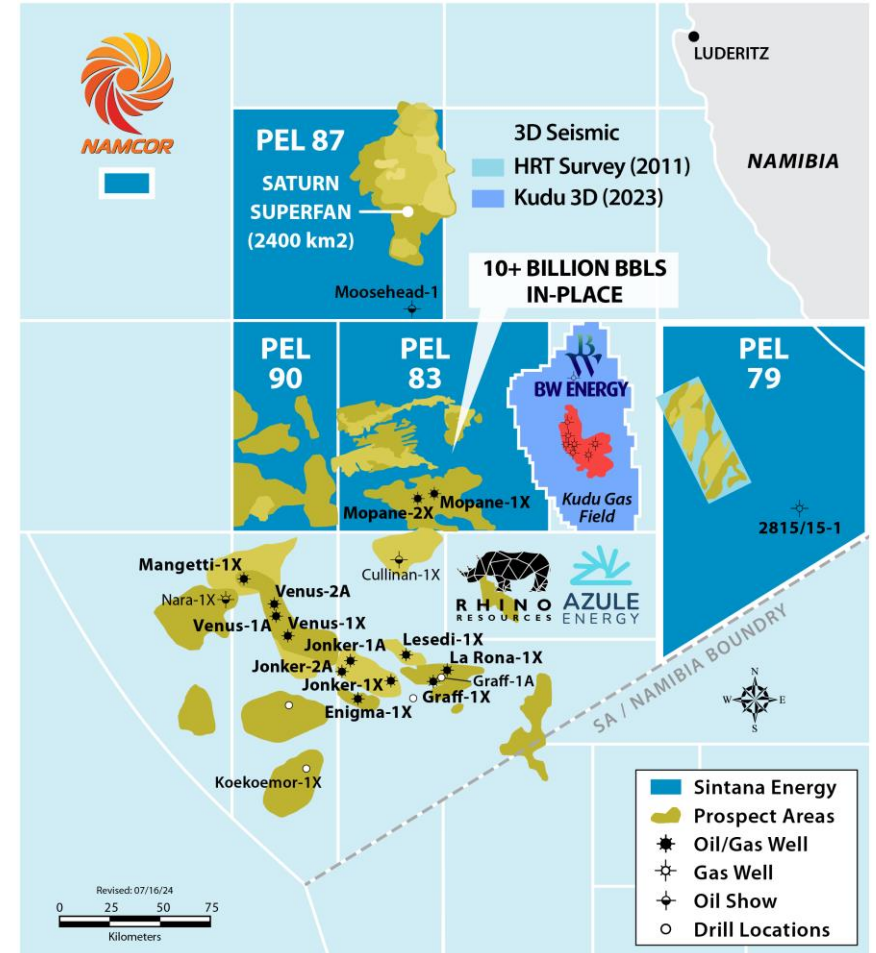 NAMCOR
LUDERITZ
NAMIBIA
PEL 87
SATURN
SUPERFAN
(2400 km2)
3D Seismic
HRT Survey (2011)
Kudu 3D (2023)
10+ BILLION BBLS
IN-PLACE
Moosehead-1
PEL
90
PEL
83
BW
BW ENERGY
Kudu Gas
Field
PEL
79
2815/15-1
Mopane-1X
Mopane-2X
Mangetti-1X
Nara-1X
Venus-2A
Venus-1A
Venus-1X
Cullinan-1X
RHINO
RESOURCES
AZULE
ENERGY
Jonker-1A
Lesedi-1X
Jonker-2A
La Rona-1X
Jonker-1X
Graff-1A
Graff-1X
Enigma-1X
Koekoemor-1X
SA / NAMIBIA BOUNDRY
N
W
E
S
Sintana Energy
Prospect Areas
Oil/Gas Well
Gas Well
Oil Show
Drill Locations
Revised: 07/16/24
0 25 50 75
Kilometers